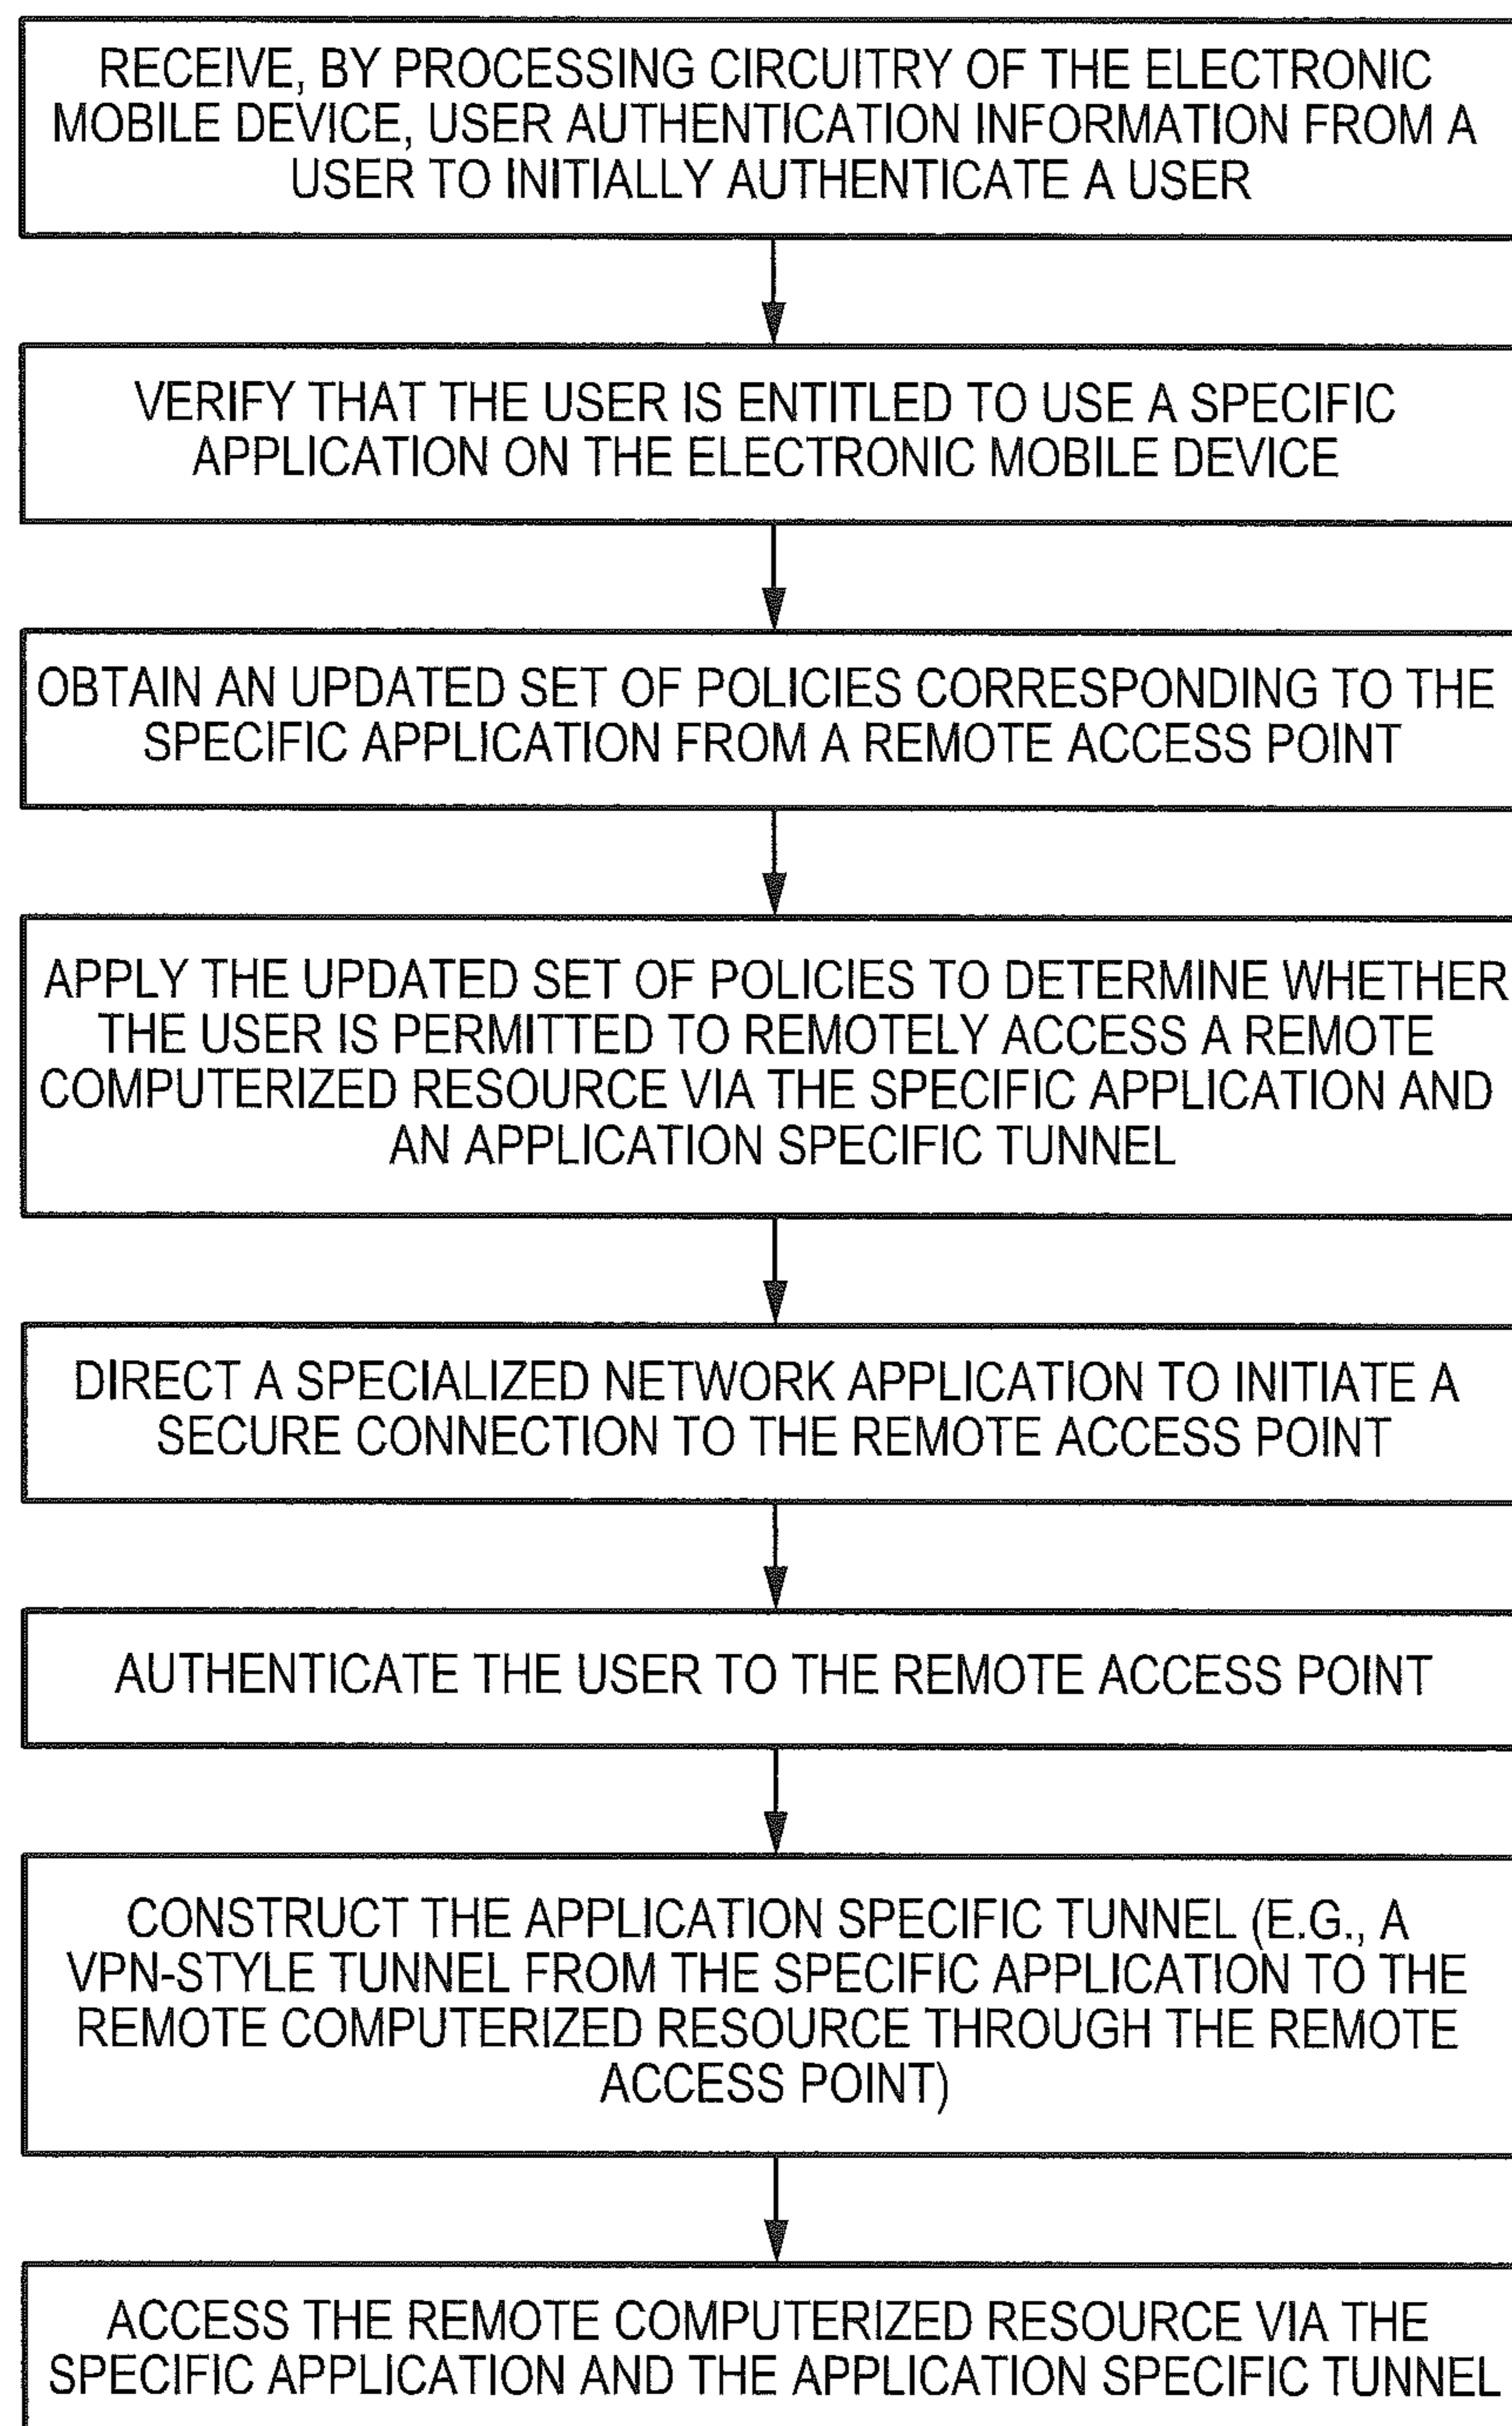 RECEIVE, BY PROCESSING CIRCUITRY OF THE ELECTRONIC
MOBILE DEVICE, USER AUTHENTICATION INFORMATION FROM A
USER TO INITIALLY AUTHENTICATE A USER
VERIFY THAT THE USER IS ENTITLED TO USE A SPECIFIC
APPLICATION ON THE ELECTRONIC MOBILE DEVICE
OBTAIN AN UPDATED SET OF POLICIES CORRESPONDING TO THE
SPECIFIC APPLICATION FROM A REMOTE ACCESS POINT
APPLY THE UPDATED SET OF POLICIES TO DETERMINE WHETHER
THE USER IS PERMITTED TO REMOTELY ACCESS A REMOTE
COMPUTERIZED RESOURCE VIA THE SPECIFIC APPLICATION AND
AN APPLICATION SPECIFIC TUNNEL
DIRECT A SPECIALIZED NETWORK APPLICATION TO INITIATE A
SECURE CONNECTION TO THE REMOTE ACCESS POINT
AUTHENTICATE THE USER TO THE REMOTE ACCESS POINT
CONSTRUCT THE APPLICATION SPECIFIC TUNNEL (E.G., A
VPN-STYLE TUNNEL FROM THE SPECIFIC APPLICATION TO THE
REMOTE COMPUTERIZED RESOURCE THROUGH THE REMOTE
ACCESS POINT)
ACCESS THE REMOTE COMPUTERIZED RESOURCE VIA THE
SPECIFIC APPLICATION AND THE APPLICATION SPECIFIC TUNNEL